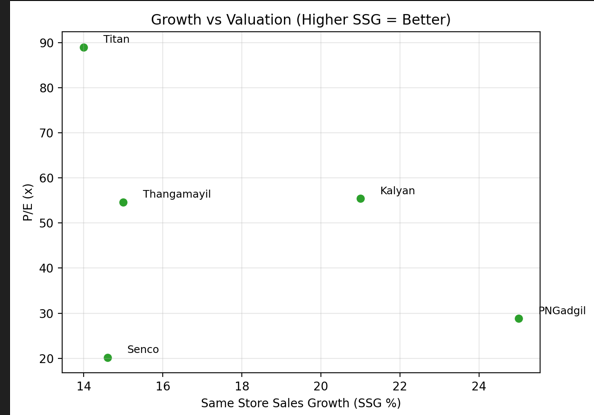 Growth vs Valuation (Higher SSG = Better)
90
80
70
60
50
40
30
20
P/E (x)
Titan
Thangamayil
Kalyan
PNGadgil
Senco
14 16 18 20 22 24
Same Store Sales Growth (SSG %)